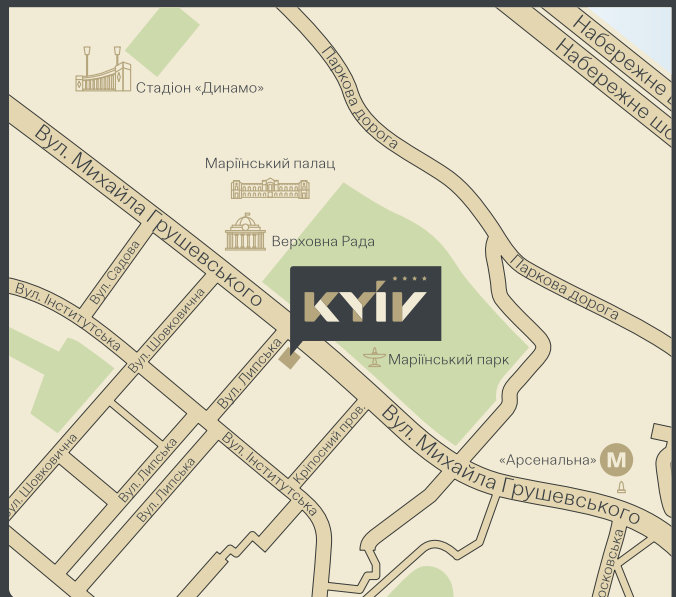 Набережне
Набережне шо
Паркова дорога
Стадіон «Динамо»
Вул. Михайла Грушевського
Маріїнський палац
Верховна Рада
Вул. Садова
Паркова дорога
Вул. Інститутська
Вул. Шовковична
KYÍV
Вул. Липська
Маріїнський парк
Вул. Михайла Грушевського
Кріпосний пров.
«Арсенальна» М
Вул. Шовковична
Вул. Липська
Вул. Липська
Вул. Інститутська
осковська